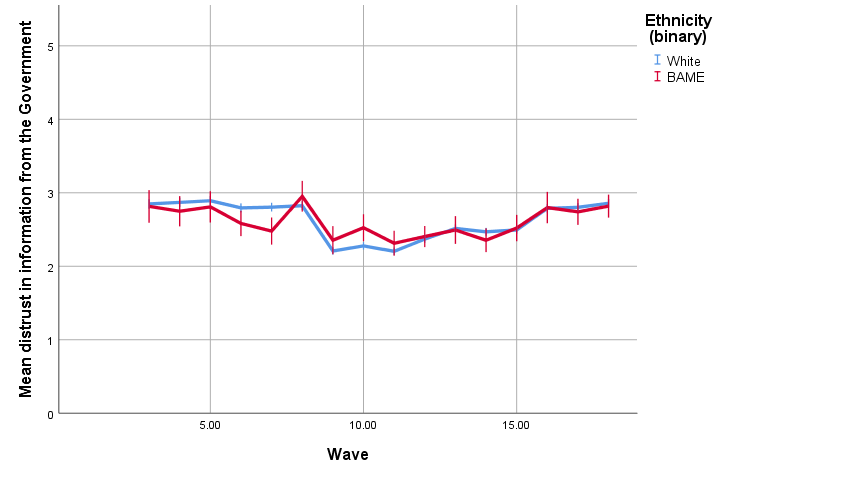 Mean distrust in information from the Government
5
4
3
2
1
0
5.00
10.00
15.00
Wave
Ethnicity
(binary)
White
BAME